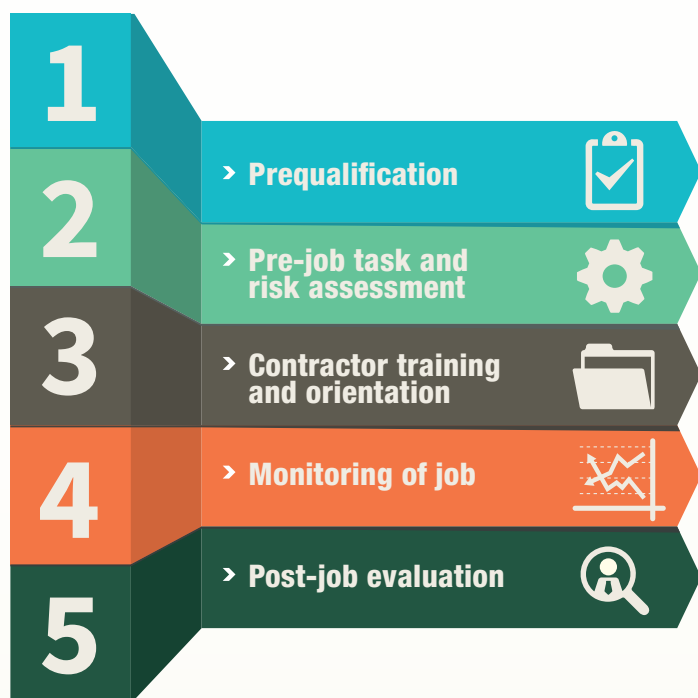 1
Prequalification
2
Pre-job task and
risk assessment
3
Contractor training
and orientation
4
Monitoring of job
5
Post-job evaluation